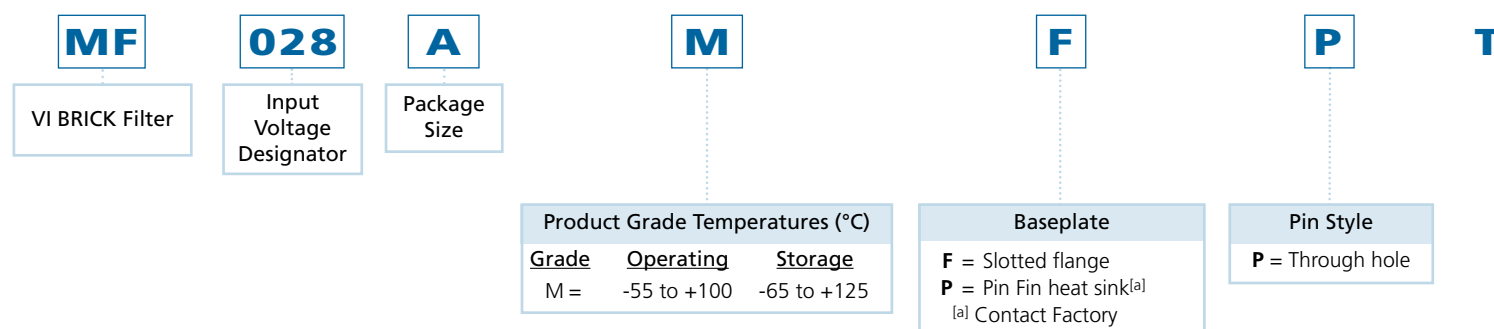 MF 028 A M F P T
VI BRICK Filter
Input
Voltage
Designator
Package
Size
Product Grade Temperatures (°C)
Grade Operating Storage
M = -55 to +100 -65 to +125
Baseplate
F = Slotted flange
P = Pin Fin heat sink[a]
[a] Contact Factory
Pin Style
P = Through hole